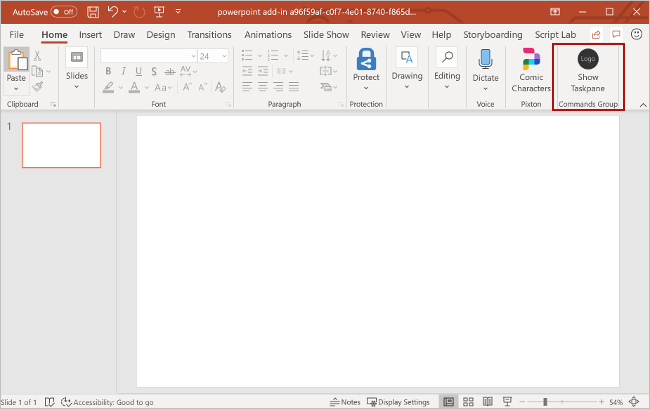 AutoSave Off
powerpoint add-in a96f59af-c0f7-4e01-8740-f865d...
File Home Insert Draw Design Transitions Animations Slide Show Review View Help Storyboarding Script Lab
24
Logo
Paste
Slides
Protect
Drawing
Editing
Dictate
Comic
Characters
Show
Taskpane
B I U S ab AV
A Aa A A
Clipboard Font Paragraph Protection Voice Pixton Commands Group
1
Slide 1 of 1 Accessibility: Good to go Notes Display Settings 54%